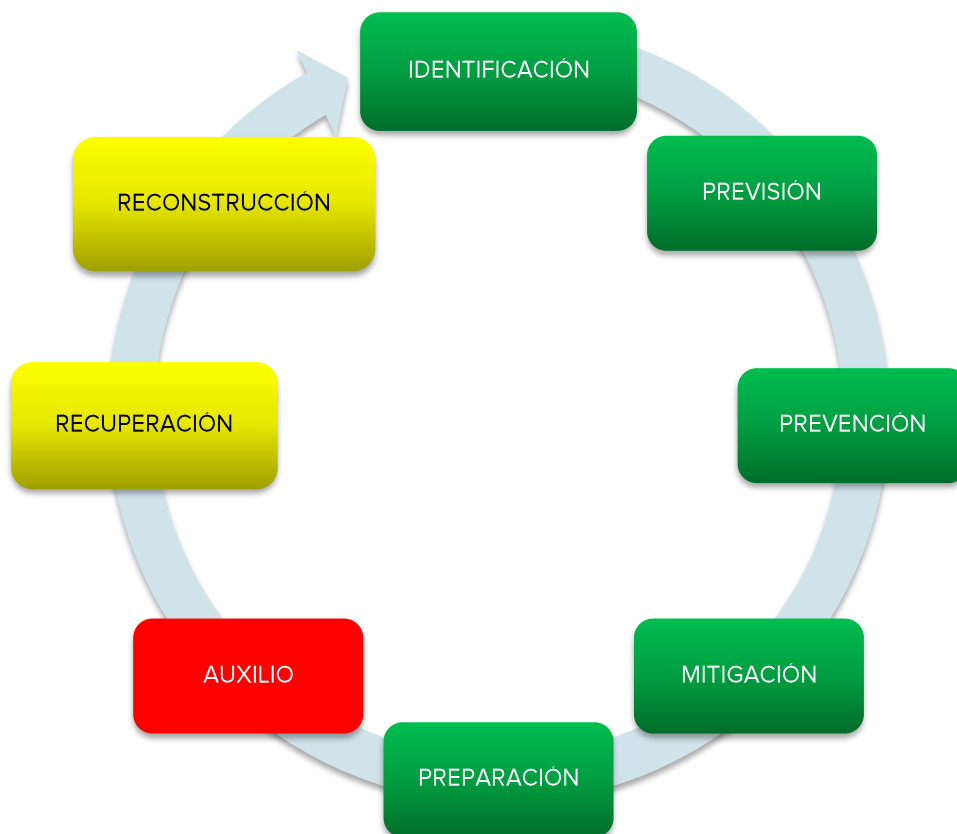 IDENTIFICACIÓN
PREVISIÓN
PREVENCIÓN
MITIGACIÓN
PREPARACIÓN
AUXILIO
RECUPERACIÓN
RECONSTRUCCIÓN